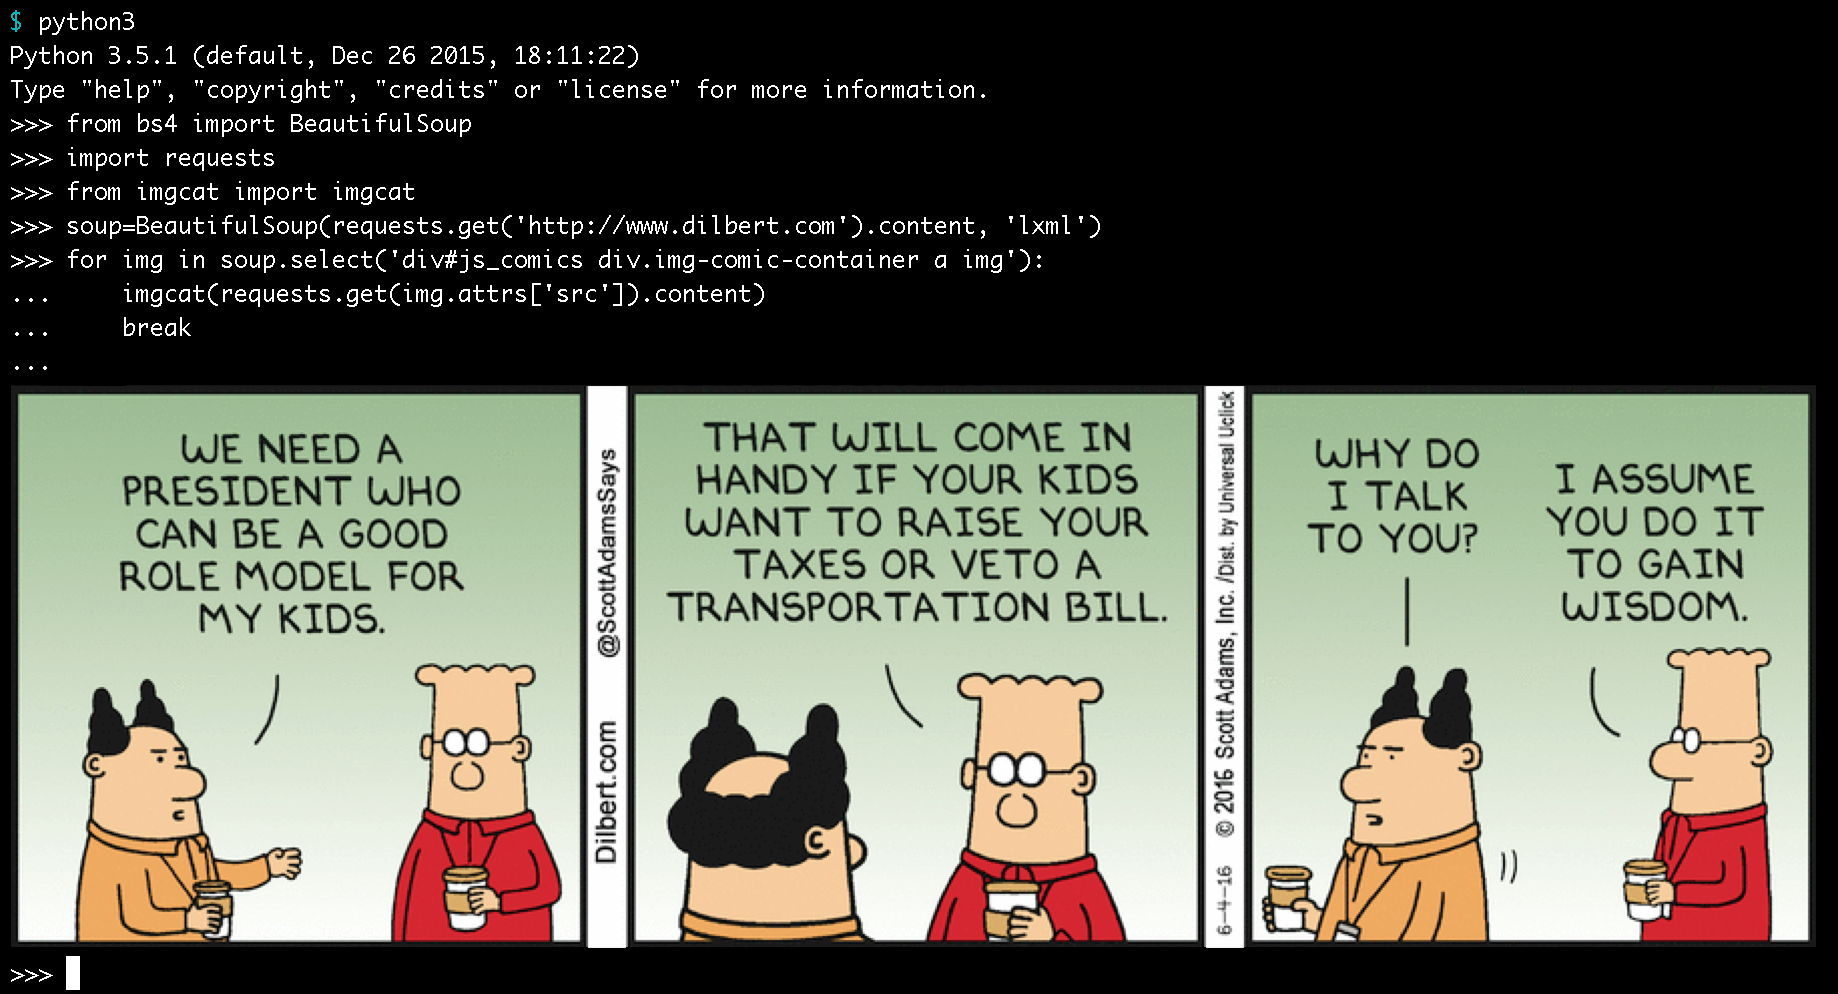 $ python3
Python 3.5.1 (default, Dec 26 2015, 18:11:22)
Type "help", "copyright", "credits" or "license" for more information.
>>> from bs4 import BeautifulSoup
>>> import requests
>>> from imgcat import imgcat
>>> soup=BeautifulSoup(requests.get('http://www.dilbert.com').content, 'lxml')
>>> for img in soup.select('div#js_comics div.img-comic-container a img'):
...     imgcat(requests.get(img.attrs['src']).content)
...     break
...
WE NEED A
PRESIDENT WHO
CAN BE A GOOD
ROLE MODEL FOR
MY KIDS.
Dilbert.com @ScottAdamsSays
THAT WILL COME IN
HANDY IF YOUR KIDS
WANT TO RAISE YOUR
TAXES OR VETO A
TRANSPORTATION BILL.
6-4-16 © 2016 Scott Adams, Inc. /Dist. by Universal Uclick
WHY DO
I TALK
TO YOU?
I ASSUME
YOU DO IT
TO GAIN
WISDOM.
>>>